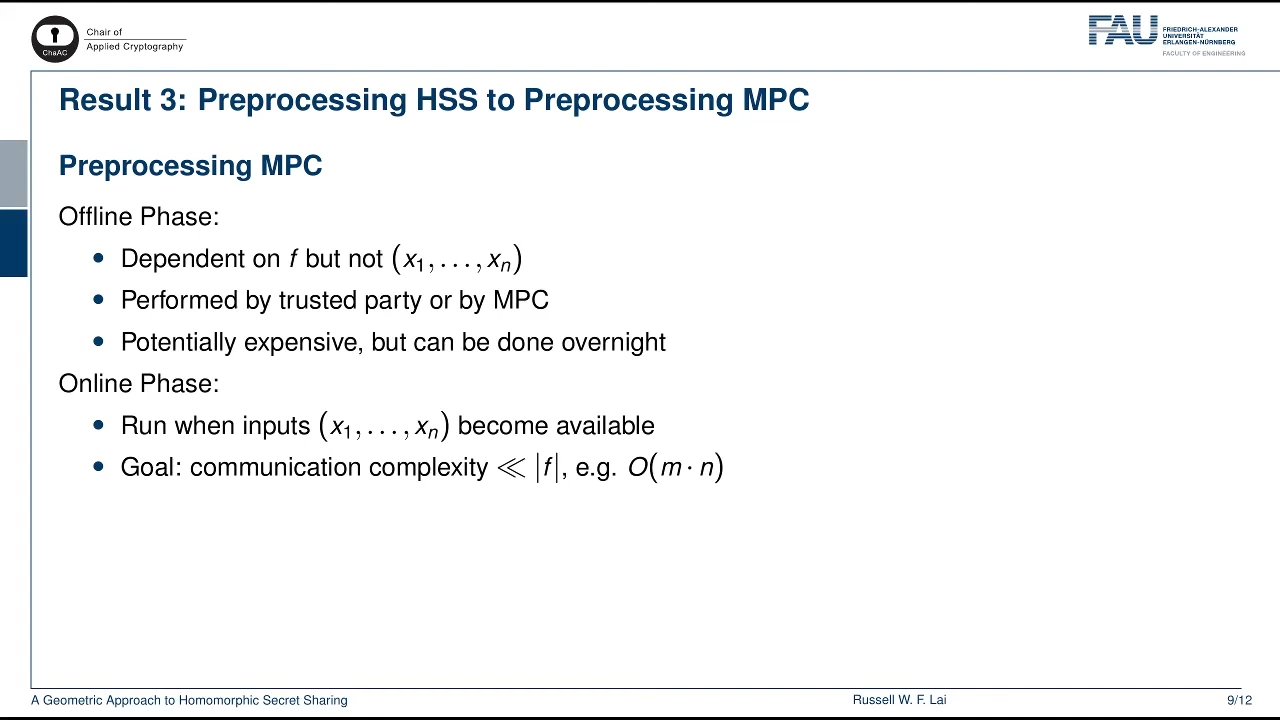 ChaAC
Chair of
Applied Cryptography
FAU
FRIEDRICH-ALEXANDER
UNIVERSITÄT
ERLANGEN-NÜRNBERG
FACULTY OF ENGINEERING
Result 3: Preprocessing HSS to Preprocessing MPC
Preprocessing MPC
Offline Phase:
• Dependent on f but not (x₁, . . . , xₙ)
• Performed by trusted party or by MPC
• Potentially expensive, but can be done overnight
Online Phase:
• Run when inputs (x₁, . . . , xₙ) become available
• Goal: communication complexity ≪ |f|, e.g. O(m · n)
A Geometric Approach to Homomorphic Secret Sharing
Russell W. F. Lai
9/12